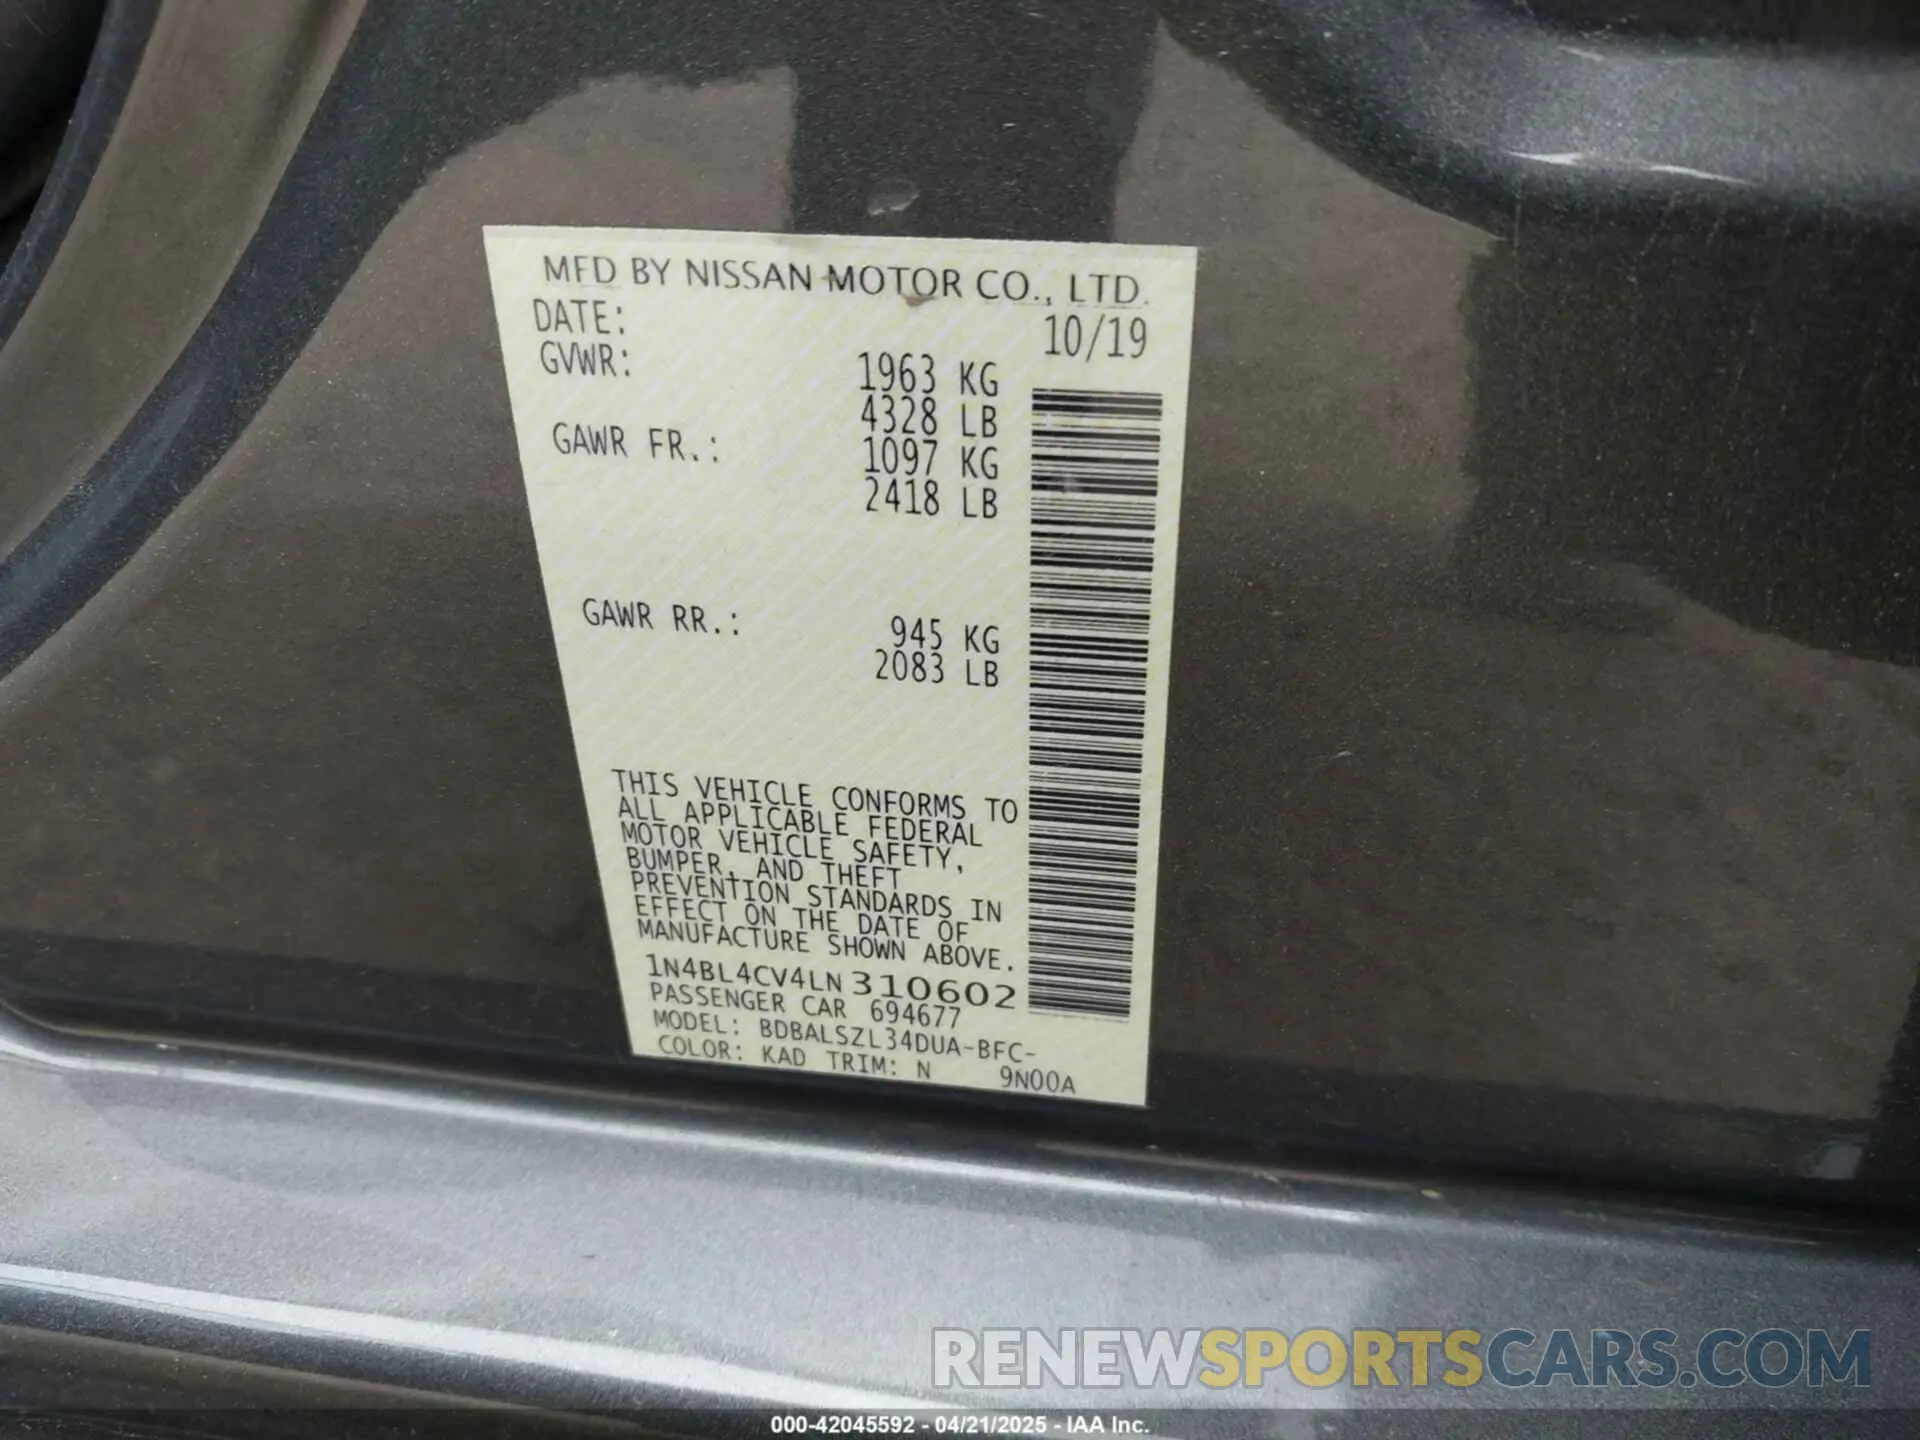 MFD BY NISSAN MOTOR CO., LTD.
DATE: 10/19
GVWR: 1963 KG
4328 LB
GAWR FR.: 1097 KG
2418 LB
GAWR RR.: 945 KG
2083 LB
THIS VEHICLE CONFORMS TO
ALL APPLICABLE FEDERAL
MOTOR VEHICLE SAFETY,
BUMPER, AND THEFT
PREVENTION STANDARDS IN
EFFECT ON THE DATE OF
MANUFACTURE SHOWN ABOVE.
1N4BL4CV4LN310602
PASSENGER CAR 694677
MODEL: BDBALSZL34DUA-BFC-
COLOR: KAD TRIM: N 9N00A
RENEWSPORTSCARS.COM
000-42045592 - 04/21/2025 - IAA Inc.